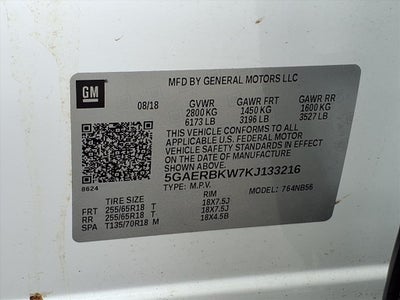 GM
MFD BY GENERAL MOTORS LLC
08/18 GVWR GAWR FRT GAWR RR
2800 KG 1450 KG 1600 KG
6173 LB 3196 LB 3527 LB
THIS VEHICLE CONFORMS TO ALL
APPLICABLE U.S. FEDERAL MOTOR
VEHICLE SAFETY STANDARDS IN EFFECT
ON THE DATE OF MANUFACTURE
SHOWN ABOVE.
8624
5GAERBKW7KJ133216
TYPE: M.P.V. MODEL: 764NB56
TIRE SIZE RIM
FRT 255/65R18 T 18X7.5J
RR 255/65R18 T 18X7.5J
SPA T135/70R18 M 18X4.5B